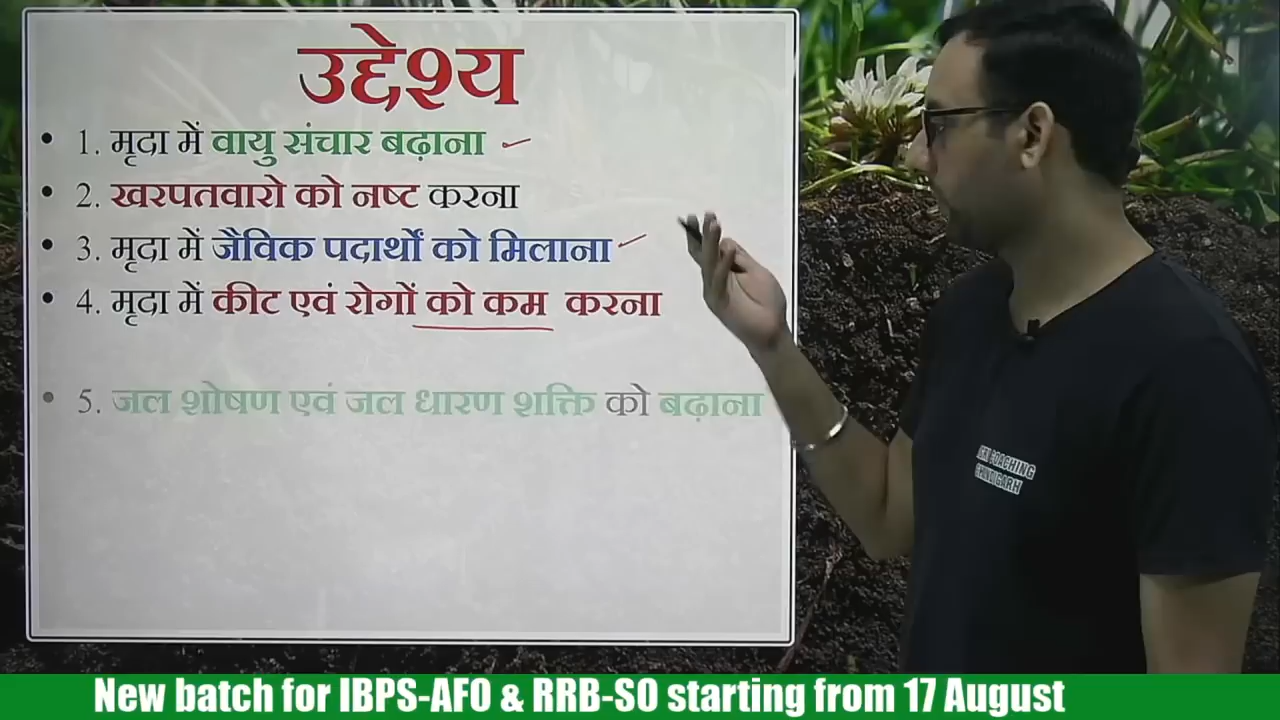 उद्देश्य
• 1. मृदा में वायु संचार बढ़ाना
• 2. खरपतवारो को नष्ट करना
• 3. मृदा में जैविक पदार्थों को मिलाना
• 4. मृदा में कीट एवं रोगों को कम करना
• 5. जल शोषण एवं जल धारण शक्ति को बढ़ाना
COACHING
New batch for IBPS-AFO & RRB-SO starting from 17 August